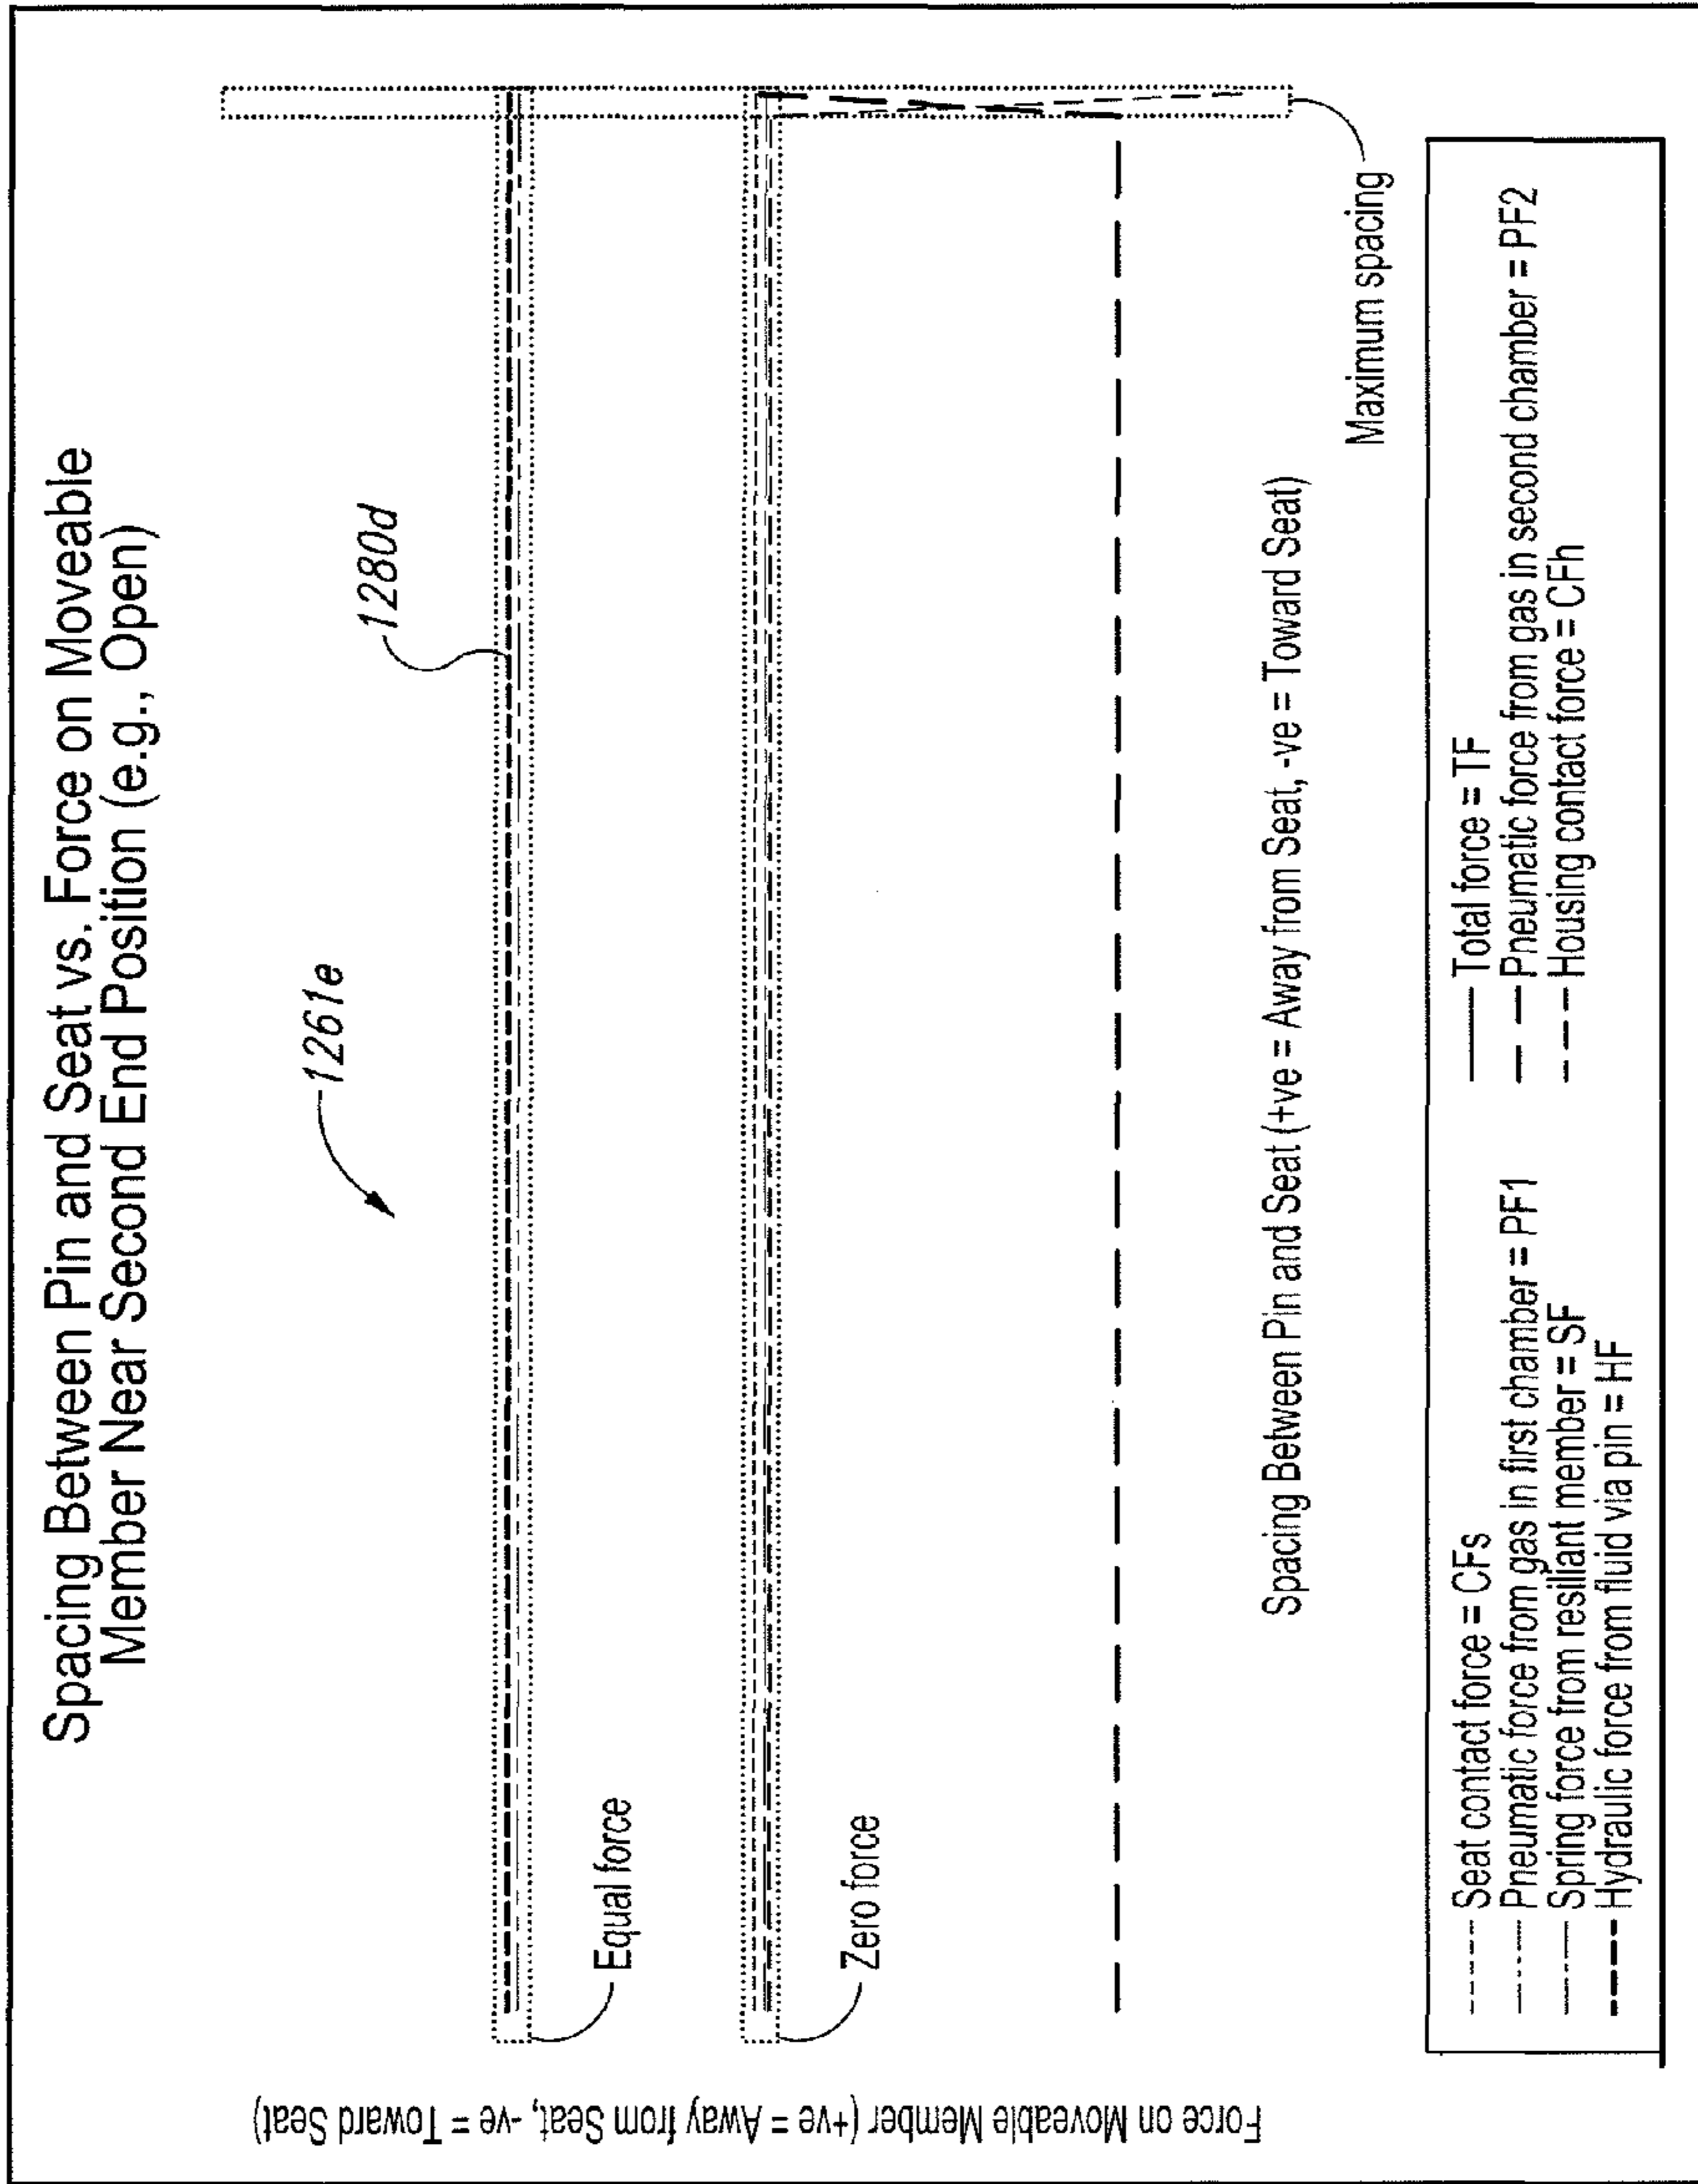 Spacing Between Pin and Seat vs. Force on Moveable
Member Near Second End Position (e.g., Open)
Force on Moveable Member (+ve = Away from Seat, -ve = Toward Seat)
1261e
1280d
Equal force
Zero force
Maximum spacing
Spacing Between Pin and Seat (+ve = Away from Seat, -ve = Toward Seat)
Seat contact force = CFs
Pneumatic force from gas in first chamber = PF1
Spring force from resiliant member = SF
Hydraulic force from fluid via pin = HF
Total force = TF
Pneumatic force from gas in second chamber = PF2
Housing contact force = CFh